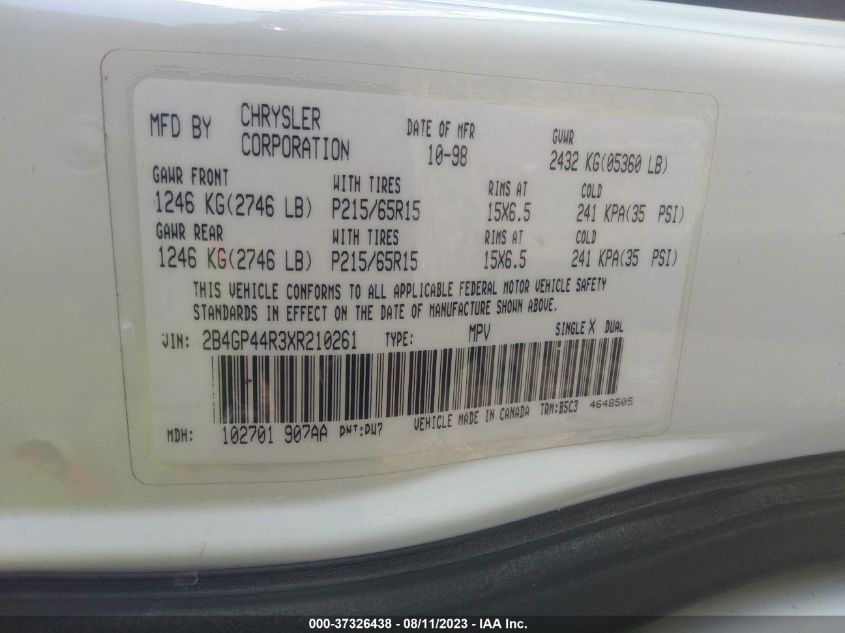 MFD BY CHRYSLER CORPORATION DATE OF MFR 10-98 GVWR 2432 KG(05360 LB)
GAWR FRONT WITH TIRES RIMS AT COLD
1246 KG(2746 LB) P215/65R15 15X6.5 241 KPA(35 PSI)
GAWR REAR WITH TIRES RIMS AT COLD
1246 KG(2746 LB) P215/65R15 15X6.5 241 KPA(35 PSI)
THIS VEHICLE CONFORMS TO ALL APPLICABLE FEDERAL MOTOR VEHICLE SAFETY
STANDARDS IN EFFECT ON THE DATE OF MANUFACTURE SHOWN ABOVE.
VIN: 2B4GP44R3XR210261 TYPE: MPV SINGLE X DUAL
MDH: 102701 907AA PNT:PW7 VEHICLE MADE IN CANADA TRM:B5C3 4648505
000-37326438 - 08/11/2023 - IAA Inc.